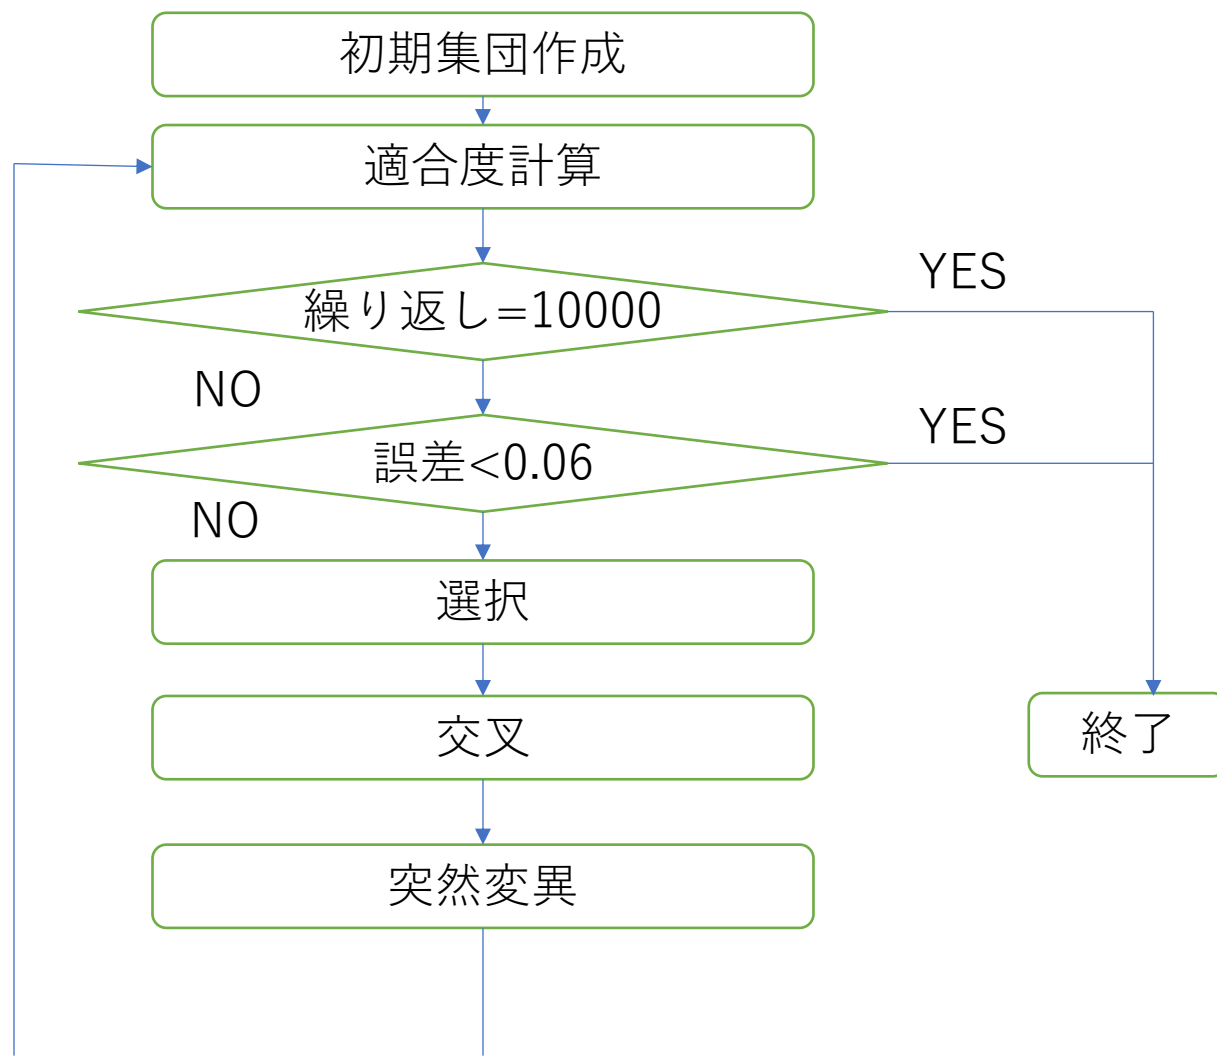 初期集団作成
適合度計算
繰り返し=10000
YES
NO
誤差<0.06
YES
NO
選択
交叉
終了
突然変異